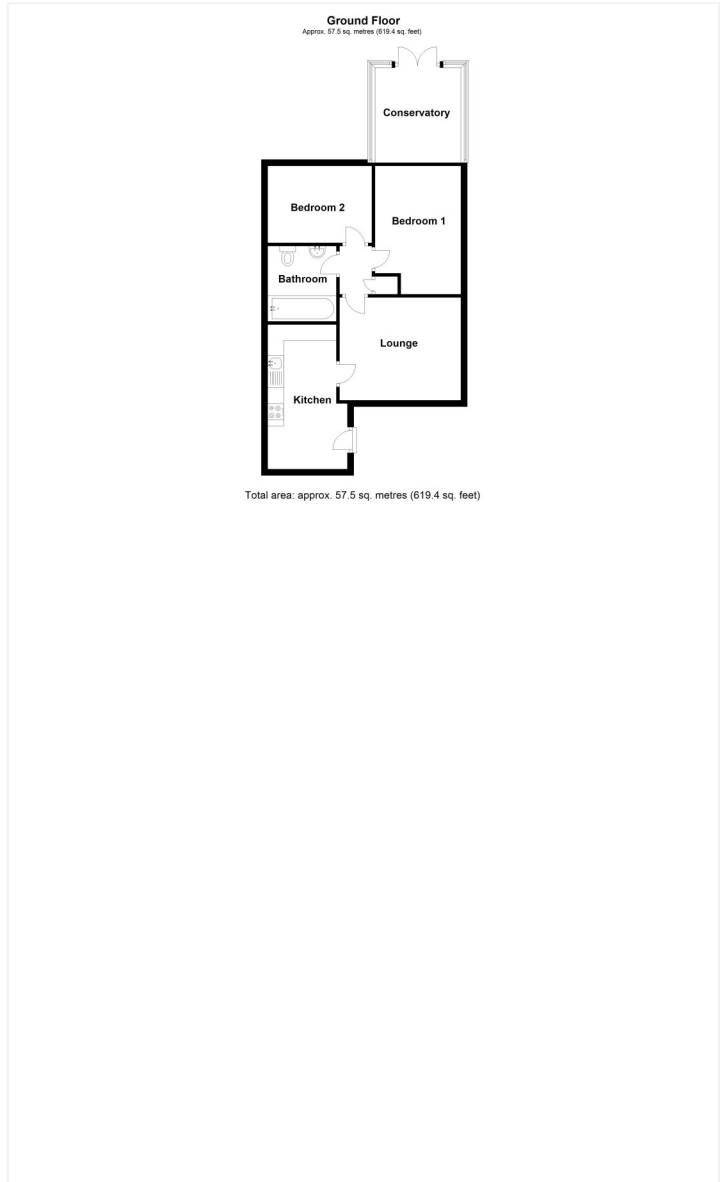 Ground Floor
Approx. 57.5 sq. metres (619.4 sq. feet)
Conservatory
Bedroom 2
Bedroom 1
Bathroom
Lounge
Kitchen
Total area: approx. 57.5 sq. metres (619.4 sq. feet)